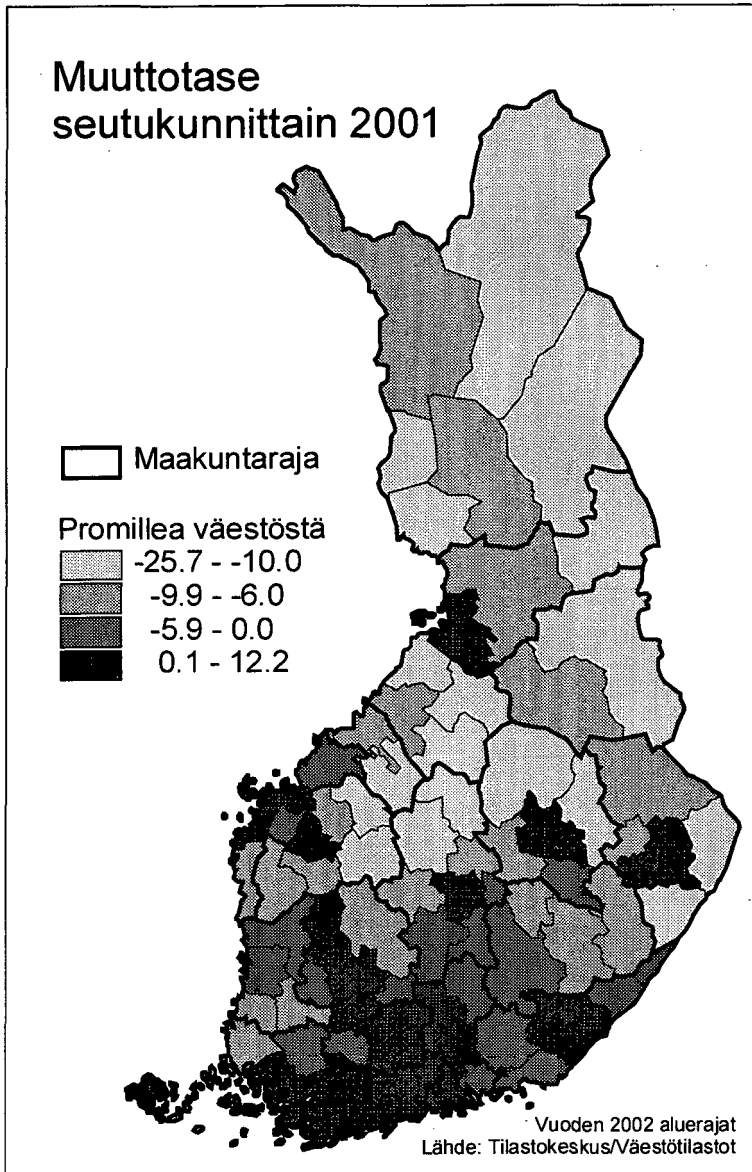 Muuttotase
seutukunnittain 2001
Maakuntaraja
Promillea väestöstä
-25.7 - -10.0
-9.9 - -6.0
-5.9 - 0.0
0.1 - 12.2
Vuoden 2002 aluerajat
Lähde: Tilastokeskus/Väestötilastot